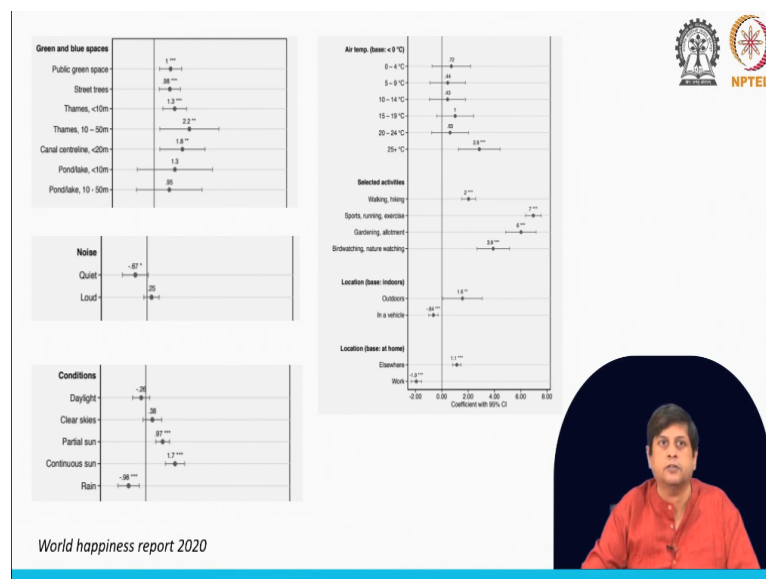 Green and blue spaces
Public green space
1 ***
Street trees
.98 ***
Thames, <10m
1.3 ***
Thames, 10 – 50m
2.2 **
Canal centreline, <20m
1.8 **
Pond/lake, <10m
1.3
Pond/lake, 10 - 50m
.95
Noise
Quiet
-.67 *
Loud
.25
Conditions
Daylight
-.26
Clear skies
.38
Partial sun
.97 ***
Continuous sun
1.7 ***
Rain
-.98 ***
Air temp. (base: < 0 °C)
0 – 4 °C
.72
5 – 9 °C
.44
10 – 14 °C
.43
15 – 19 °C
1
20 – 24 °C
25+ °C
Selected activities
Walking, hiking
2 ***
Sports, running, exercise
7 ***
Gardening, allotment
6 ***
Birdwatching, nature watching
3.9 ***
Location (base: indoors)
Outdoors
1.6 **
In a vehicle
-.64 ***
Location (base: at home)
Elsewhere
1.1 ***
Work
-1.9 ***
-2.00 0.00 2.00 4.00 6.00 8.00
Coefficient with 95% CI
NPTEL
World happiness report 2020